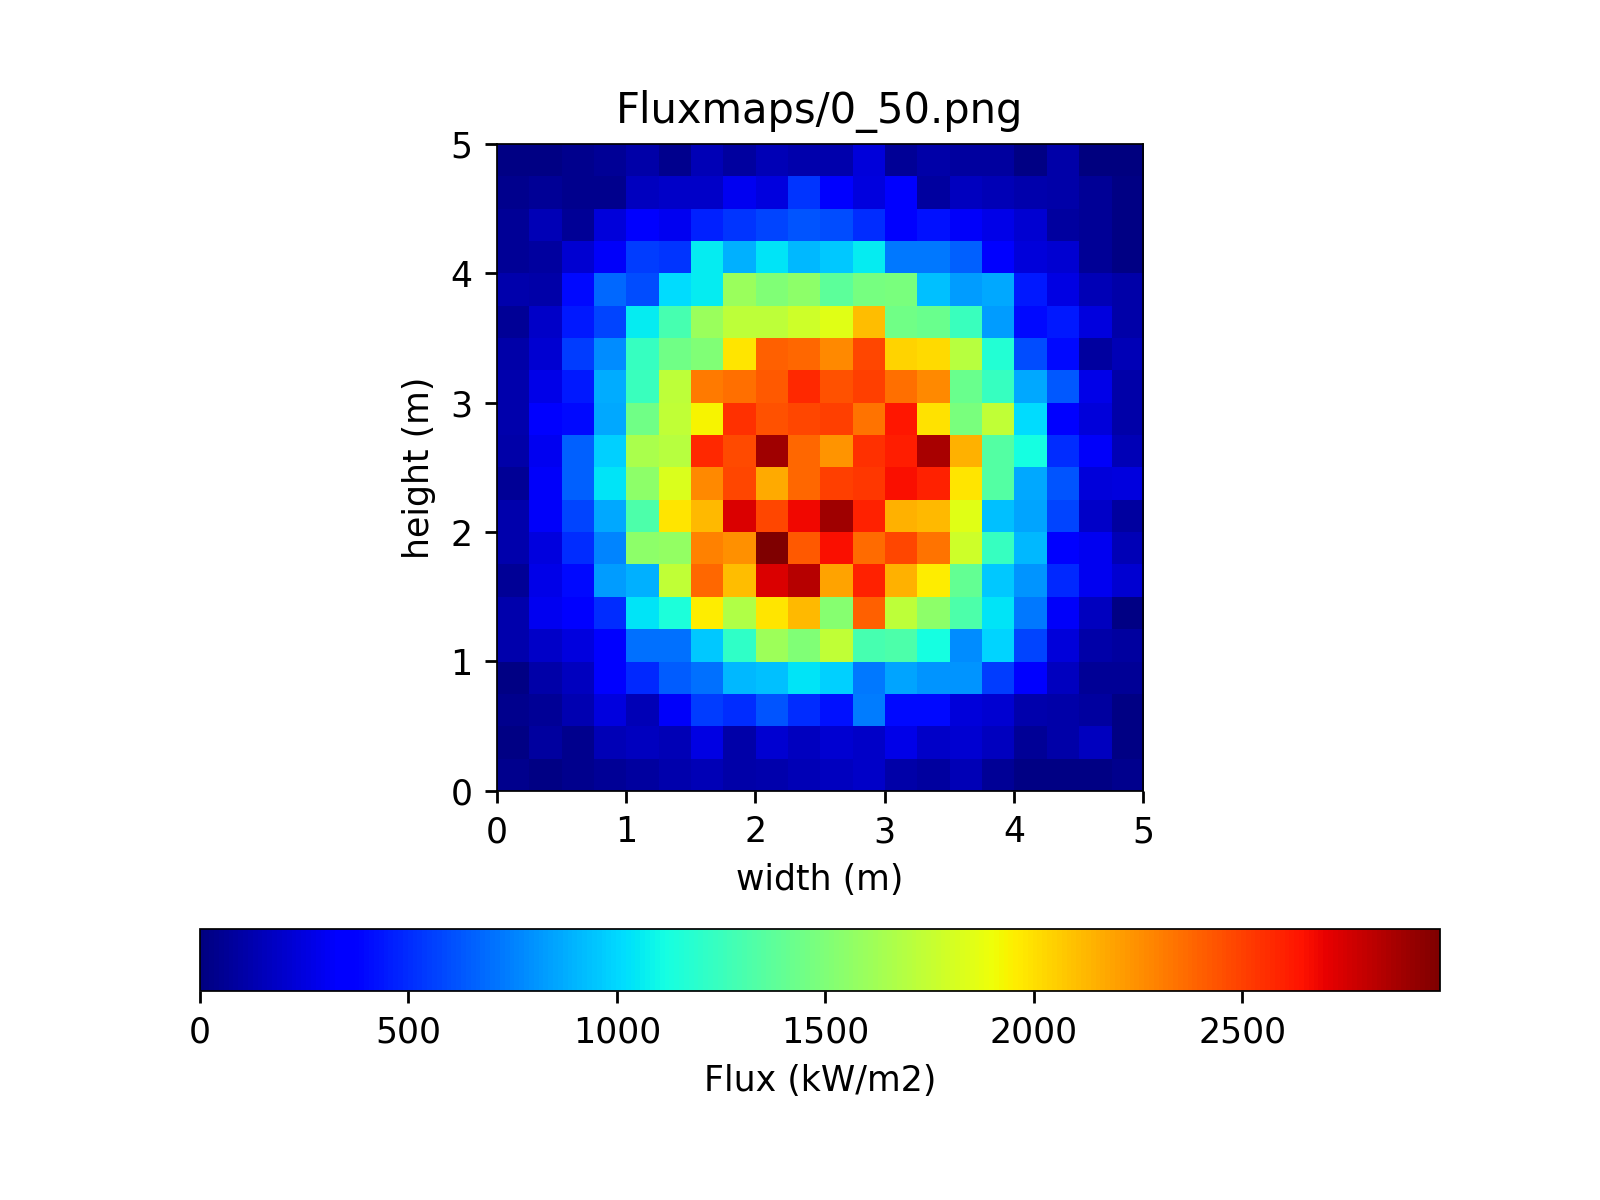 Fluxmaps/0_50.png
5
4
3
2
1
0
height (m)
0 1 2 3 4 5
width (m)
0 500 1000 1500 2000 2500
Flux (kW/m2)